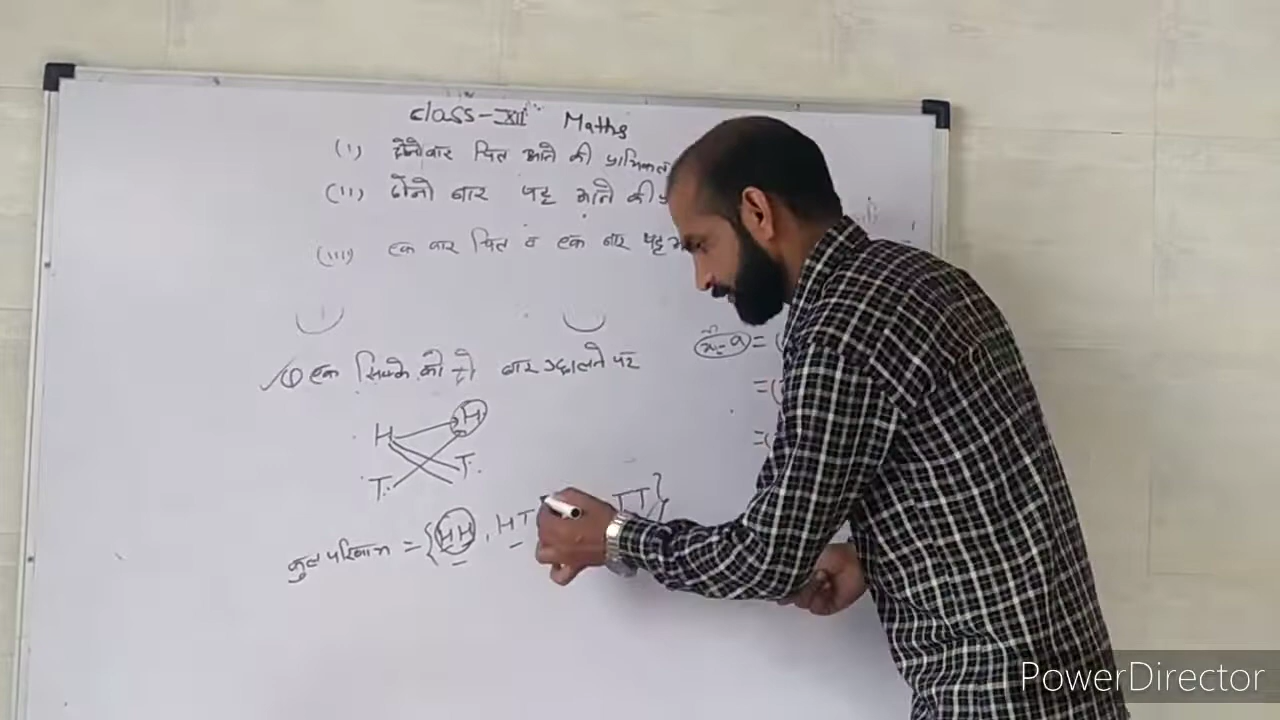 Class-XII Maths
(i) दोनों बार चित आने की प्रायिकता
(ii) दोनों बार पट्ट आने की
(iii) एक बार चित व एक बार पट्ट
एक सिक्के को दो बार उछालने पर
x-a =
=
=
H H
T T
कुल परिणाम = {HH, HT TT}
PowerDirector